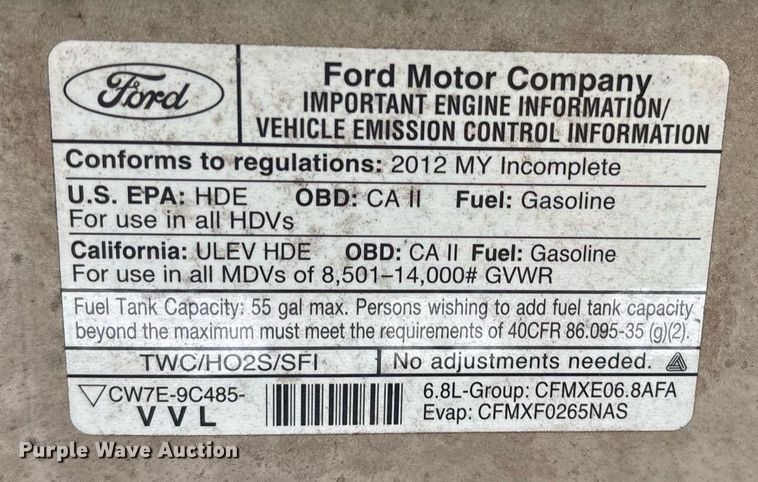 Ford
Ford Motor Company
IMPORTANT ENGINE INFORMATION/
VEHICLE EMISSION CONTROL INFORMATION
Conforms to regulations: 2012 MY Incomplete
U.S. EPA: HDE OBD: CA II Fuel: Gasoline
For use in all HDVs
California: ULEV HDE OBD: CA II Fuel: Gasoline
For use in all MDVs of 8,501–14,000# GVWR
Fuel Tank Capacity: 55 gal max. Persons wishing to add fuel tank capacity
beyond the maximum must meet the requirements of 40CFR 86.095-35 (g)(2).
TWC/HO2S/SFI No adjustments needed.
CW7E-9C485-
VVL
6.8L-Group: CFMXE06.8AFA
Evap: CFMXF0265NAS
Purple Wave Auction